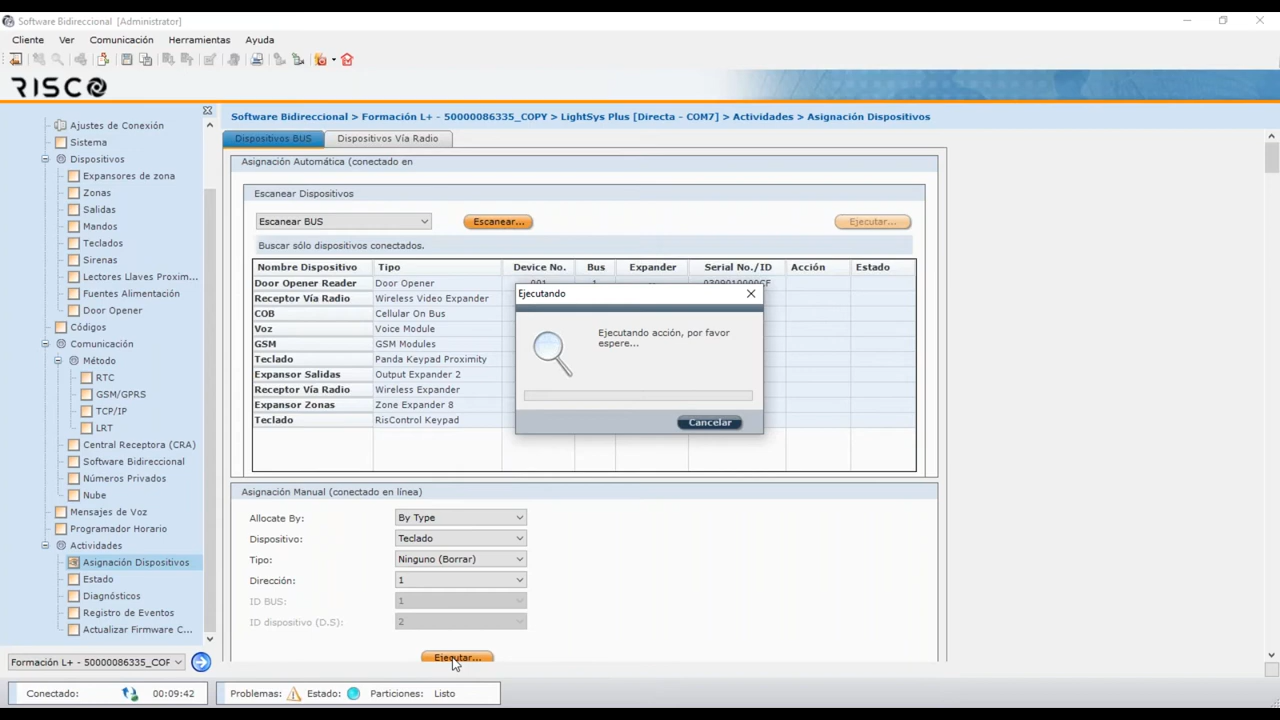 Software Bidireccional [Administrator]
Cliente Ver Comunicación Herramientas Ayuda
RISCO
Software Bidireccional > Formación L+ - 50000086335_COPY > LightSys Plus [Directa - COM7] > Actividades > Asignación Dispositivos
Ajustes de Conexión
Sistema
Dispositivos
Expansores de zona
Zonas
Salidas
Mandos
Teclados
Sirenas
Lectores Llaves Proxim...
Fuentes Alimentación
Door Opener
Códigos
Comunicación
Método
RTC
GSM/GPRS
TCP/IP
LRT
Central Receptora (CRA)
Software Bidireccional
Números Privados
Nube
Mensajes de Voz
Programador Horario
Actividades
Asignación Dispositivos
Estado
Diagnósticos
Registro de Eventos
Actualizar Firmware C...
Formación L+ - 50000086335_COF
Dispositivos BUS Dispositivos Vía Radio
Asignación Automática (conectado en
Escanear Dispositivos
Escanear BUS Escanear... Ejecutar...
Buscar sólo dispositivos conectados.
Nombre Dispositivo Tipo Device No. Bus Expander Serial No./ID Acción Estado
Door Opener Reader Door Opener 001 1
Receptor Vía Radio Wireless Video Expander
COB Cellular On Bus
Voz Voice Module
GSM GSM Modules
Teclado Panda Keypad Proximity
Expansor Salidas Output Expander 2
Receptor Vía Radio Wireless Expander
Expansor Zonas Zone Expander 8
Teclado RisControl Keypad
Ejecutando
Ejecutando acción, por favor
espere...
Cancelar
Asignación Manual (conectado en línea)
Allocate By: By Type
Dispositivo: Teclado
Tipo: Ninguno (Borrar)
Dirección: 1
ID BUS: 1
ID dispositivo (D.S): 2
Ejecutar...
Conectado: 00:09:42 Problemas: Estado: Particiones: Listo